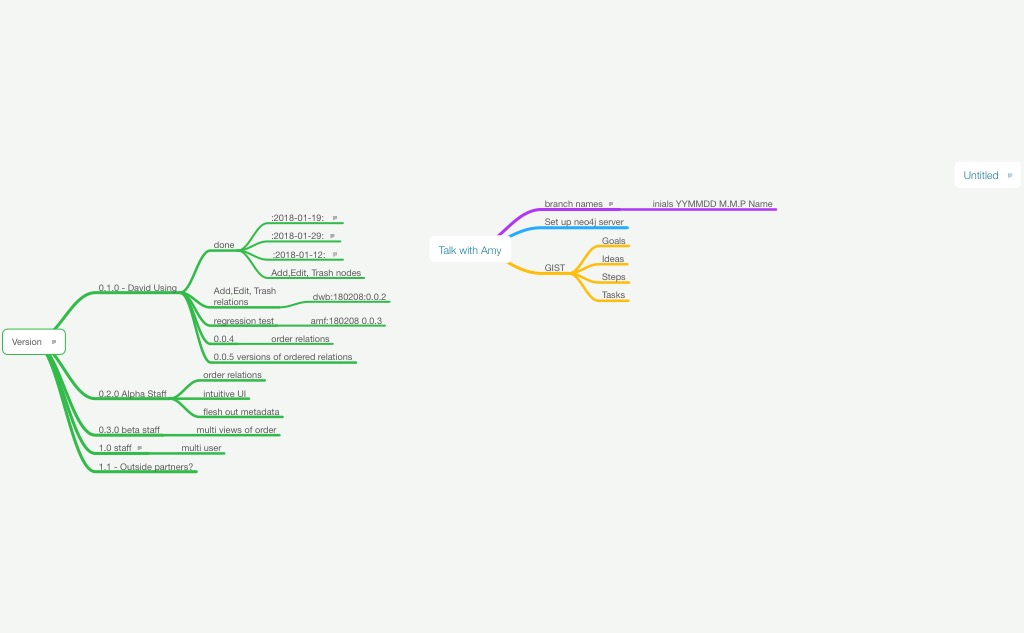 Version
0.1.0 - David Using
done
:2018-01-19:
:2018-01-29:
:2018-01-12:
Add,Edit, Trash nodes
Add,Edit, Trash
relations
dwb:180208:0.0.2
regression test
amf:180208 0.0.3
0.0.4
order relations
0.0.5 versions of ordered relations
0.2.0 Alpha Staff
order relations
intuitive UI
flesh out metadata
0.3.0 beta staff
multi views of order
1.0 staff
multi user
1.1 - Outside partners?
Talk with Amy
branch names
inials YYMMDD M.M.P Name
Set up neo4j server
GIST
Goals
Ideas
Steps
Tasks
Untitled